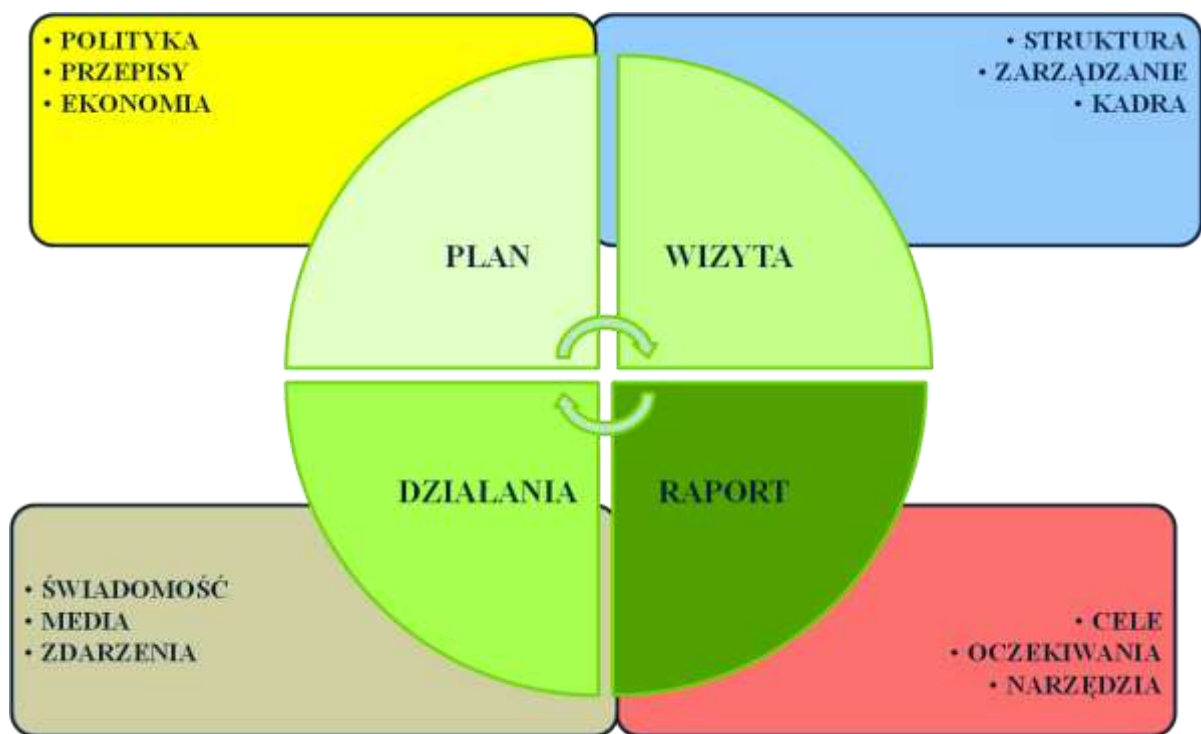 • POLITYKA
• PRZEPISY
• EKONOMIA
• STRUKTURA
• ZARZĄDZANIE
• KADRA
PLAN
WIZYTA
DZIALANIA
RAPORT
• ŚWIADOMOŚĆ
• MEDIA
• ZDARZENIA
• CELE
• OCZEKIWANIA
• NARZĘDZIA